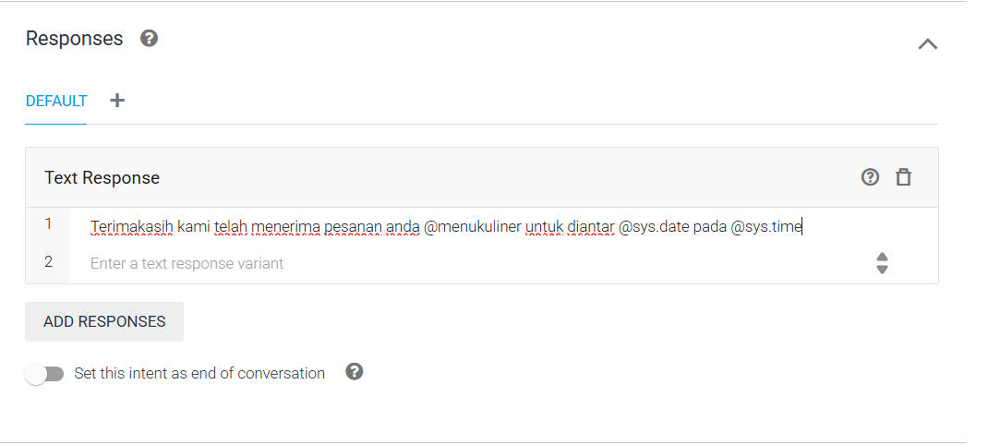 Responses
DEFAULT +
Text Response
1 Terimakasih kami telah menerima pesanan anda @menukuliner untuk diantar @sys.date pada @sys.time
2 Enter a text response variant
ADD RESPONSES
Set this intent as end of conversation